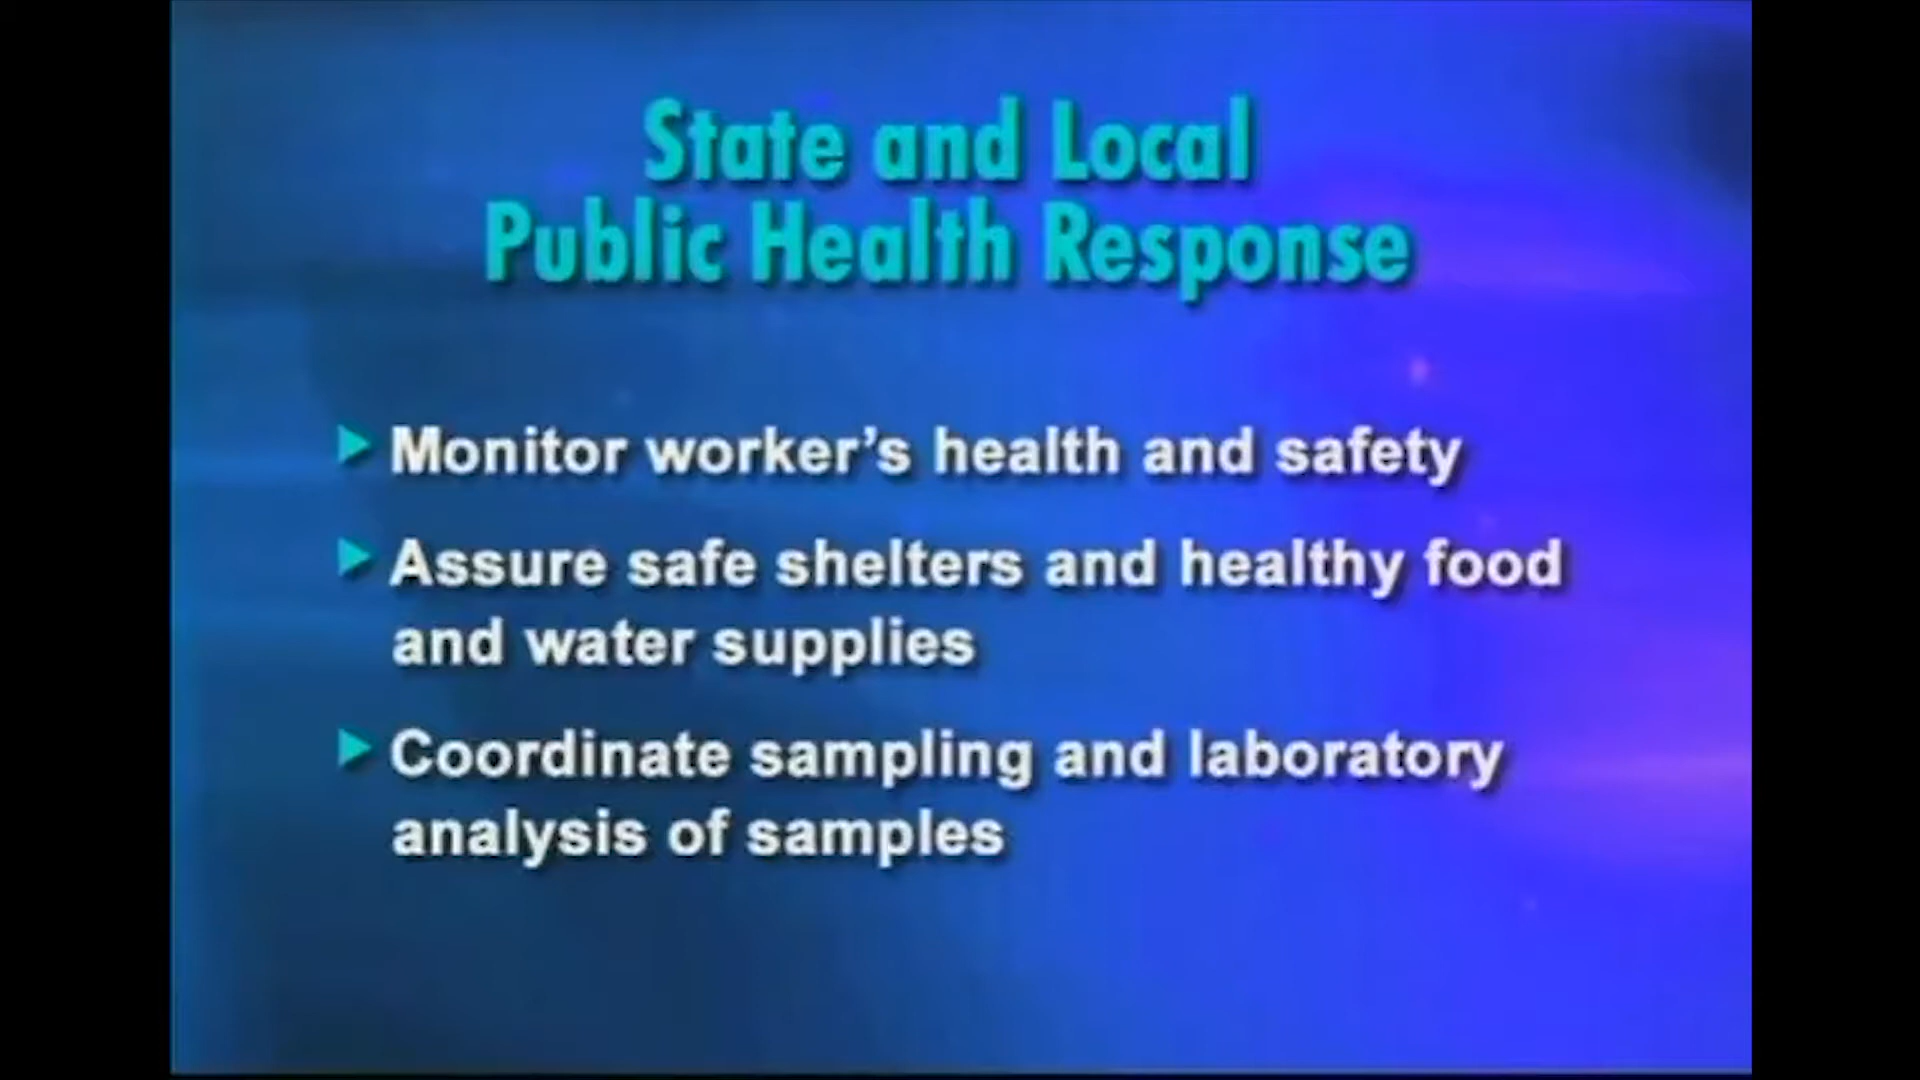 State and Local
Public Health Response
Monitor worker’s health and safety
Assure safe shelters and healthy food
and water supplies
Coordinate sampling and laboratory
analysis of samples